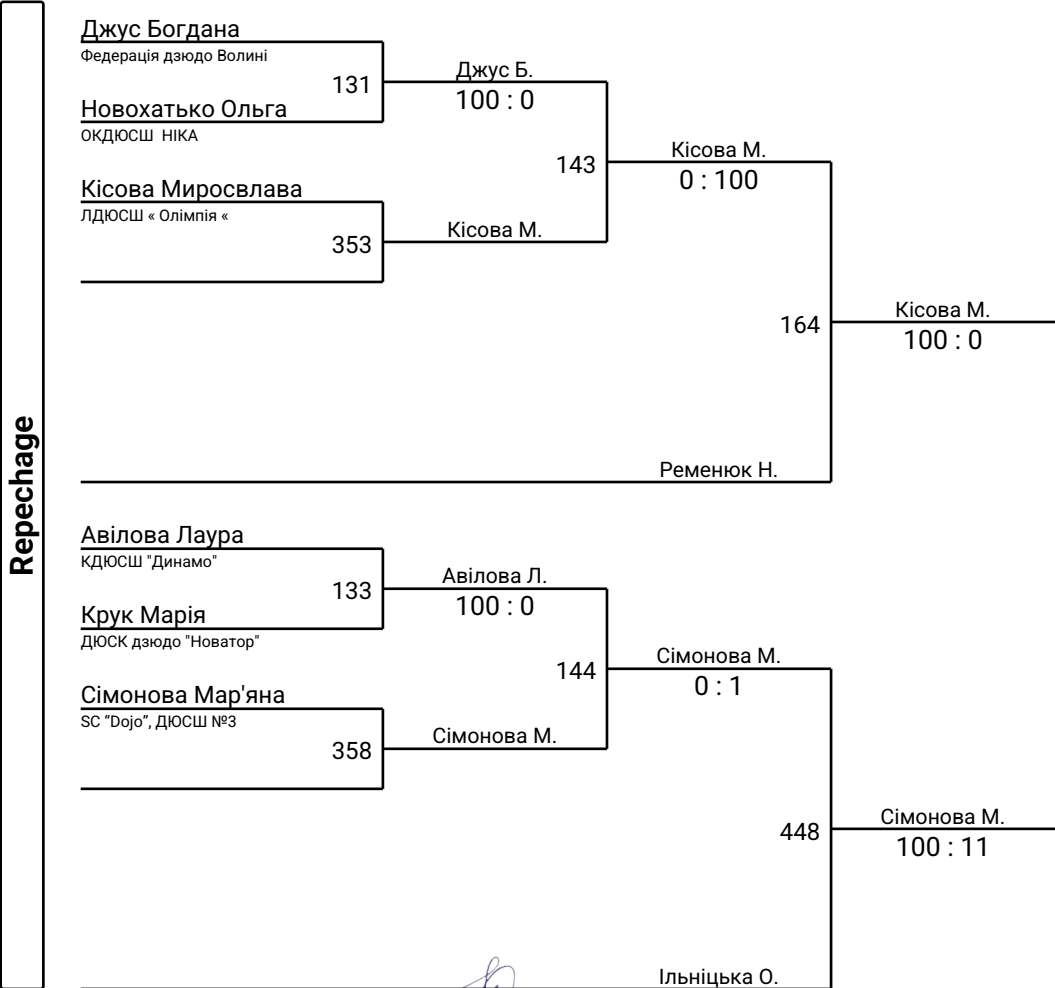 Repechage
Джус Богдана
Федерація дзюдо Волині
131
Новохатько Ольга
ОКДЮСШ НІКА
Джус Б.
100 : 0
143
Кісова Миросвлава
ЛДЮСШ « Олімпія «
353
Кісова М.
Кісова М.
0 : 100
164
Ременюк Н.
Кісова М.
100 : 0
Авілова Лаура
КДЮСШ "Динамо"
133
Крук Марія
ДЮСК дзюдо "Новатор"
Авілова Л.
100 : 0
144
Сімонова Мар'яна
SC “Dojo”, ДЮСШ №3
358
Сімонова М.
Сімонова М.
0 : 1
448
Ільніцька О.
Сімонова М.
100 : 11